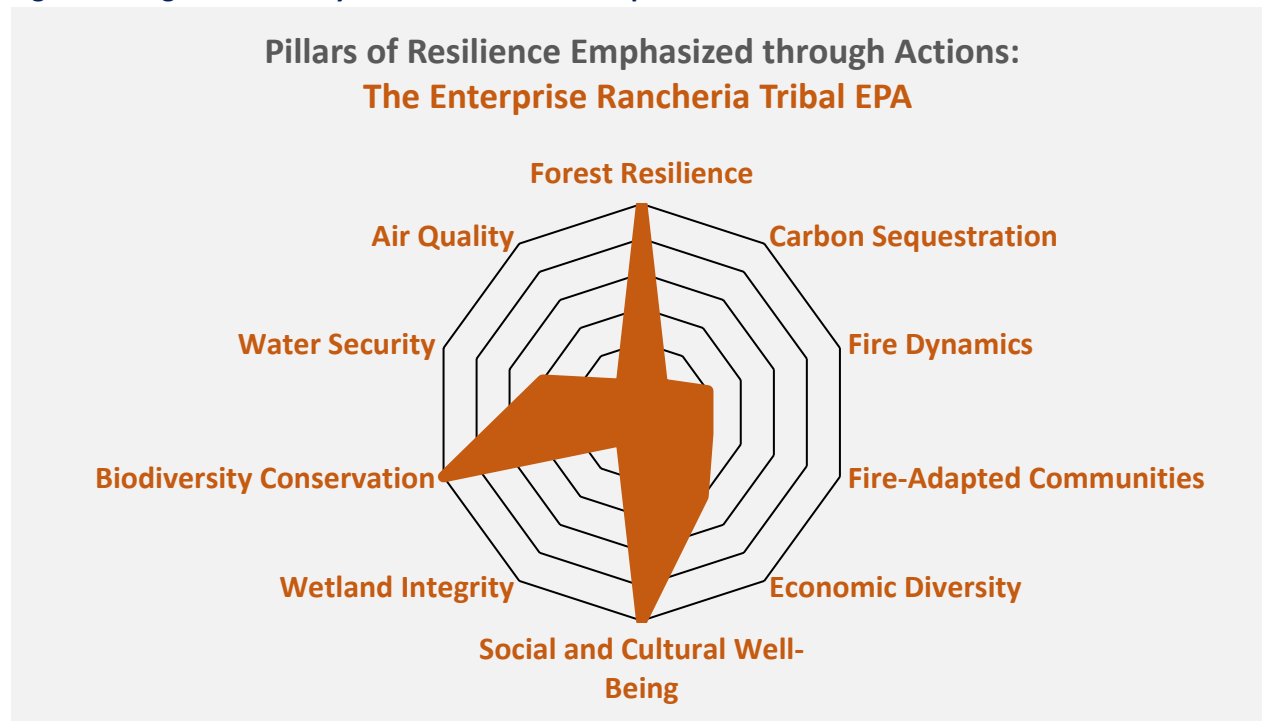 Pillars of Resilience Emphasized through Actions:
The Enterprise Rancheria Tribal EPA
Forest Resilience
Air Quality
Carbon Sequestration
Water Security
Fire Dynamics
Biodiversity Conservation
Fire-Adapted Communities
Wetland Integrity
Economic Diversity
Social and Cultural Well-
Being